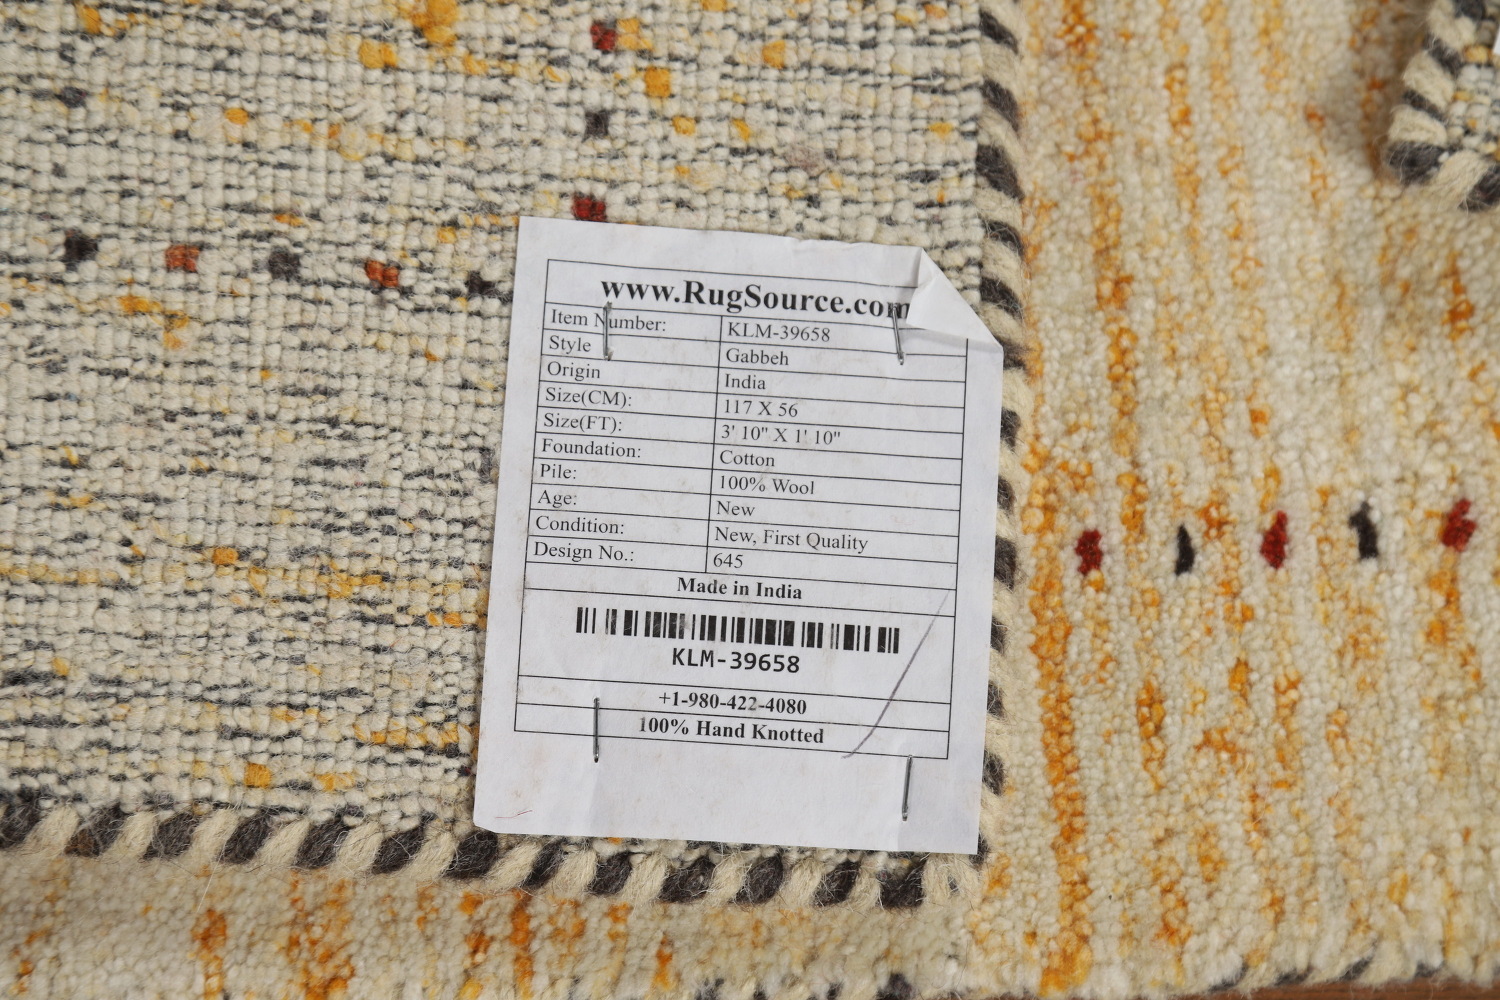 www.RugSource.com
Item Number: KLM-39658
Style Gabbeh
Origin India
Size(CM): 117 X 56
Size(FT): 3' 10" X 1' 10"
Foundation: Cotton
Pile: 100% Wool
Age: New
Condition: New, First Quality
Design No.: 645
Made in India
KLM-39658
+1-980-422-4080
100% Hand Knotted